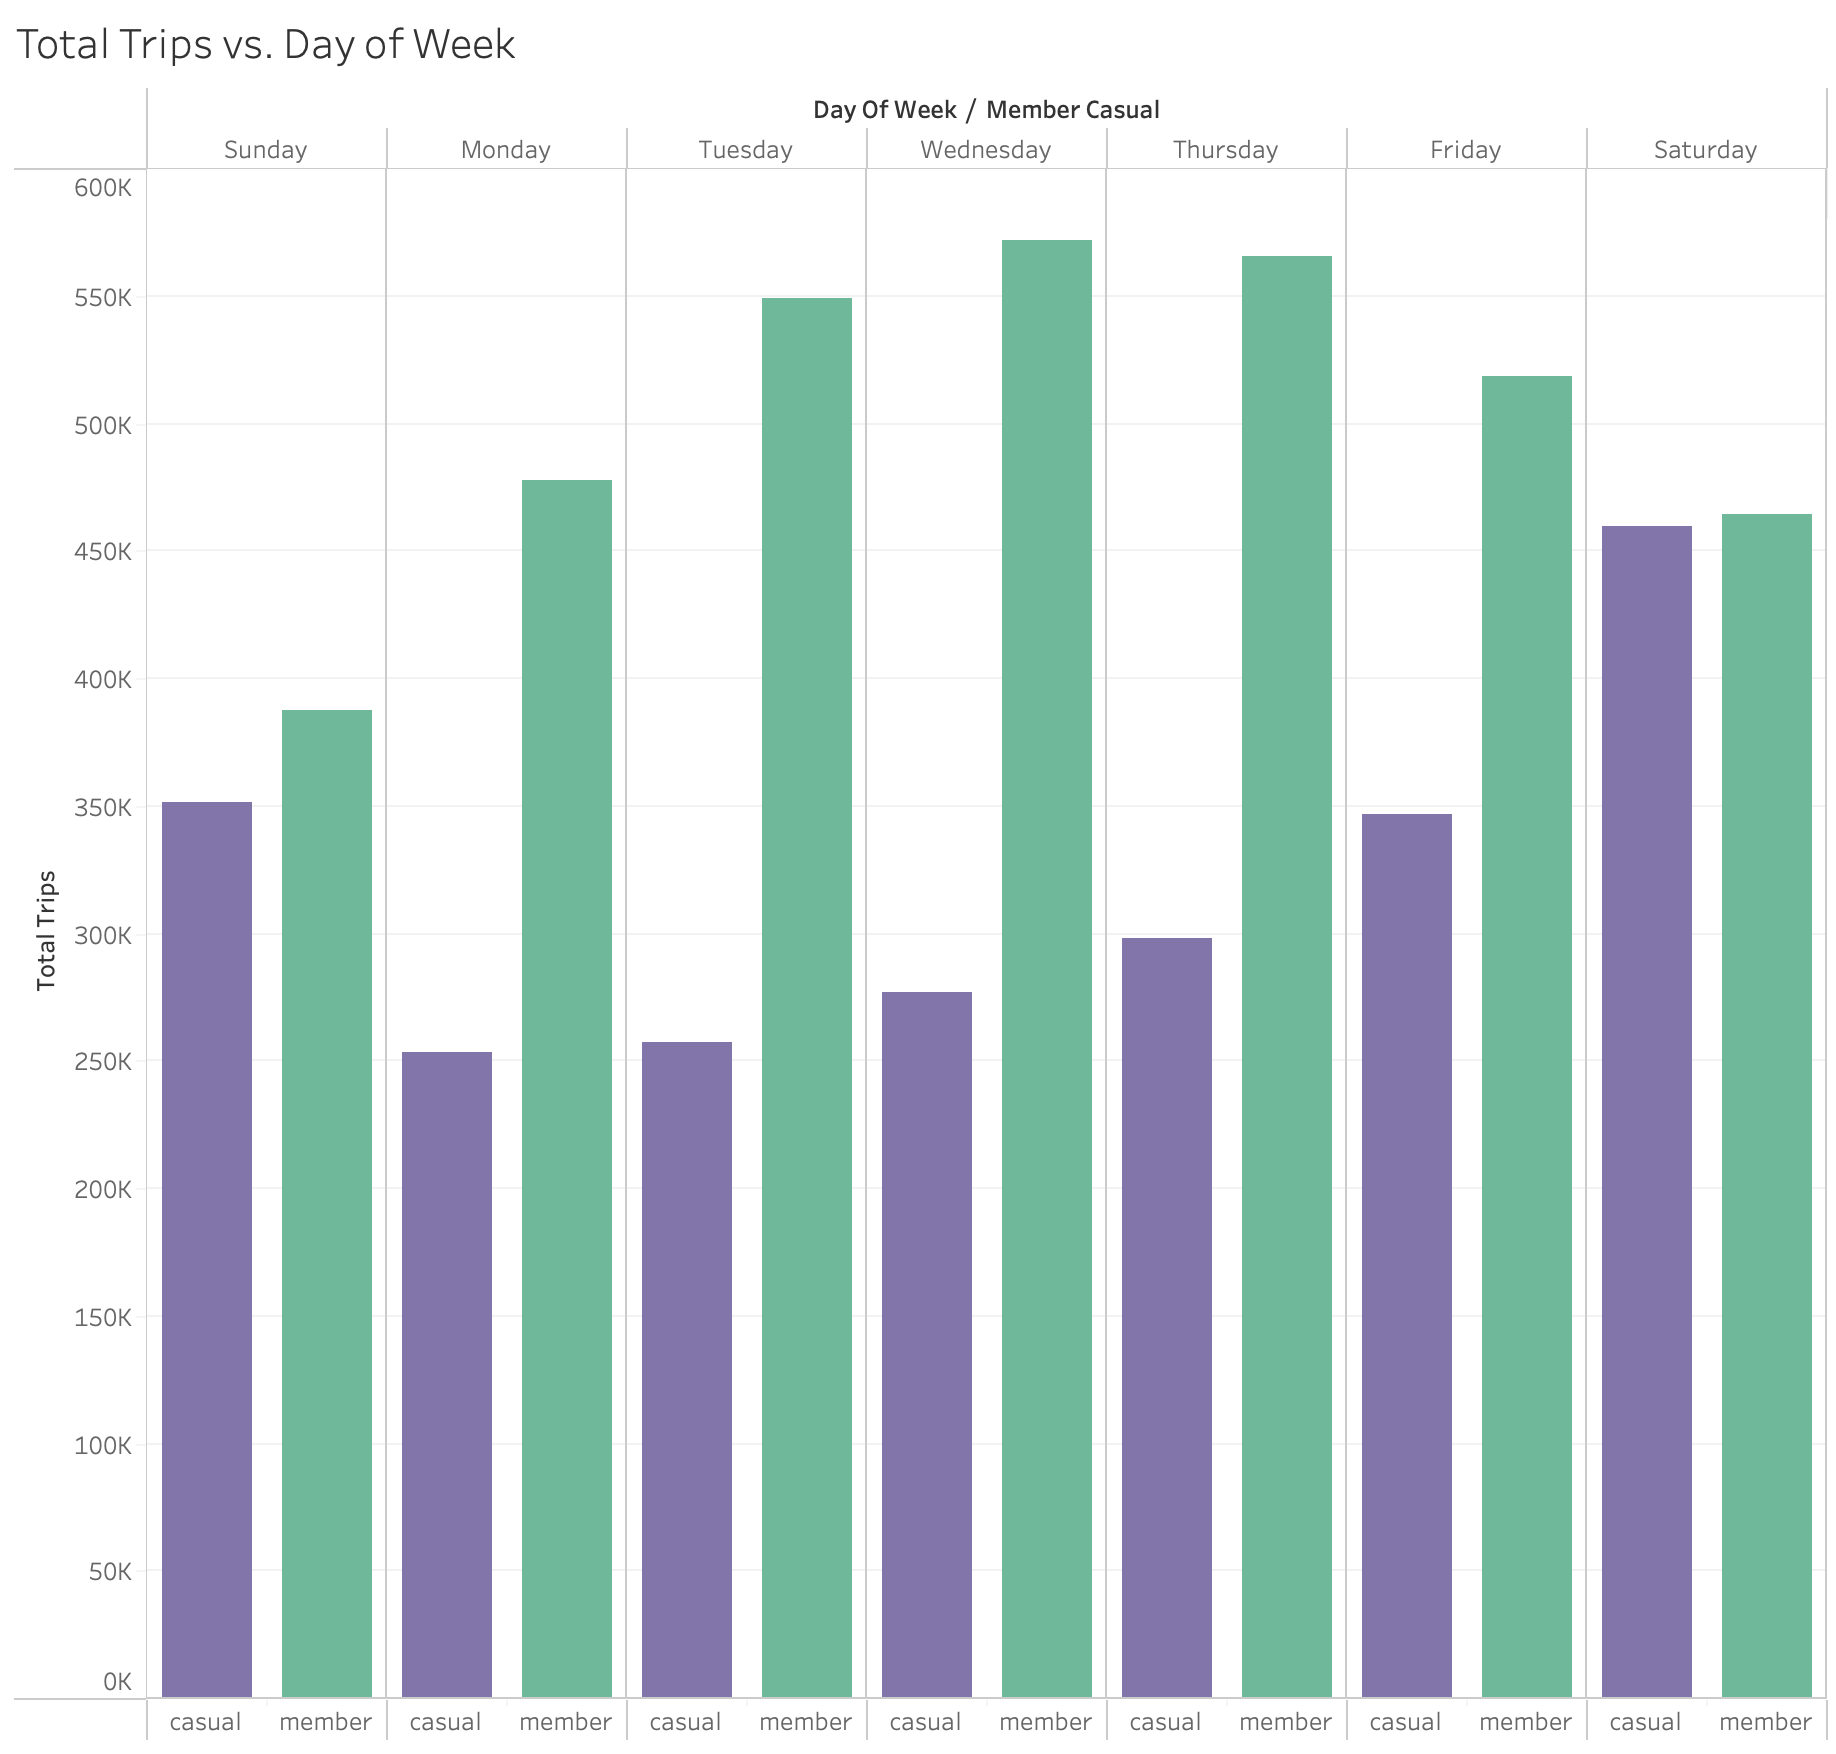 Total Trips vs. Day of Week
Day Of Week / Member Casual
Sunday Monday Tuesday Wednesday Thursday Friday Saturday
600K
550K
500K
450K
400K
350K
Total Trips
300K
250K
200K
150K
100K
50K
0K
casual member casual member casual member casual member casual member casual member casual member